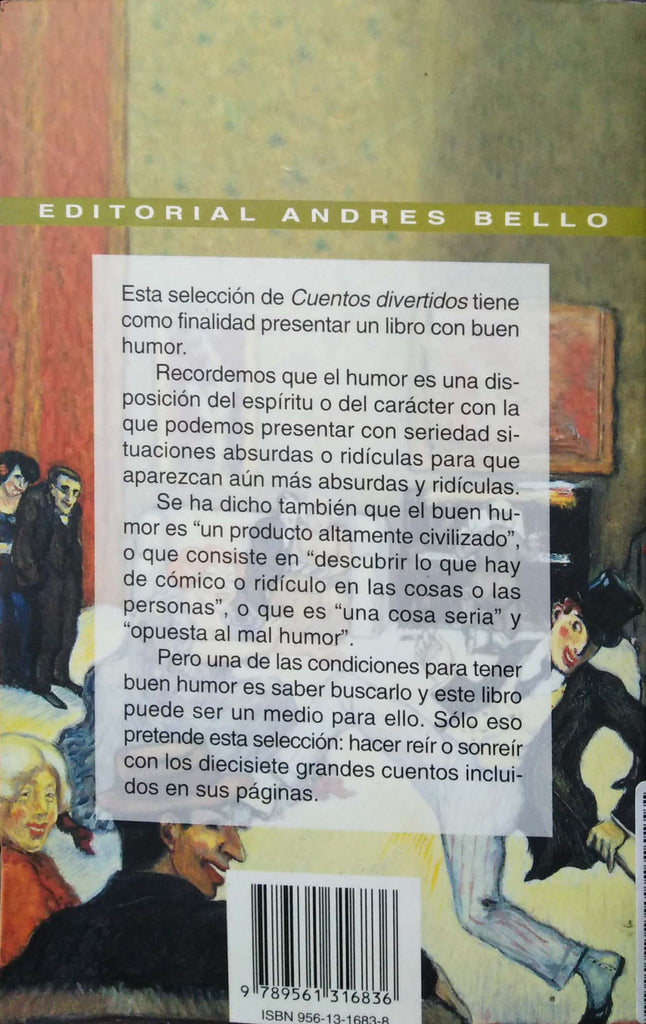 EDITORIAL ANDRES BELLO
Esta selección de Cuentos divertidos tiene
como finalidad presentar un libro con buen
humor.
Recordemos que el humor es una dis-
posición del espíritu o del carácter con la
que podemos presentar con seriedad si-
tuaciones absurdas o ridículas para que
aparezcan aún más absurdas y ridículas.
Se ha dicho también que el buen hu-
mor es “un producto altamente civilizado”,
o que consiste en “descubrir lo que hay
de cómico o ridículo en las cosas o las
personas”, o que es “una cosa seria” y
“opuesta al mal humor”.
Pero una de las condiciones para tener
buen humor es saber buscarlo y este libro
puede ser un medio para ello. Sólo eso
pretende esta selección: hacer reír o sonreír
con los diecisiete grandes cuentos inclui-
dos en sus páginas.
9 789561 316836
ISBN 956-13-1683-8